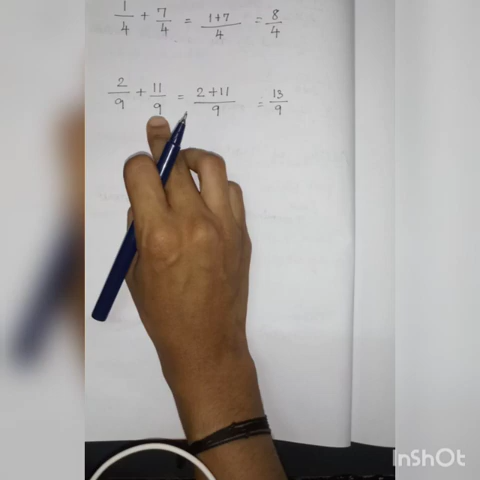 1/4 + 7/4 = 1+7/4 = 8/4
2/9 + 11/9 = 2+11/9 = 13/9
InShOt